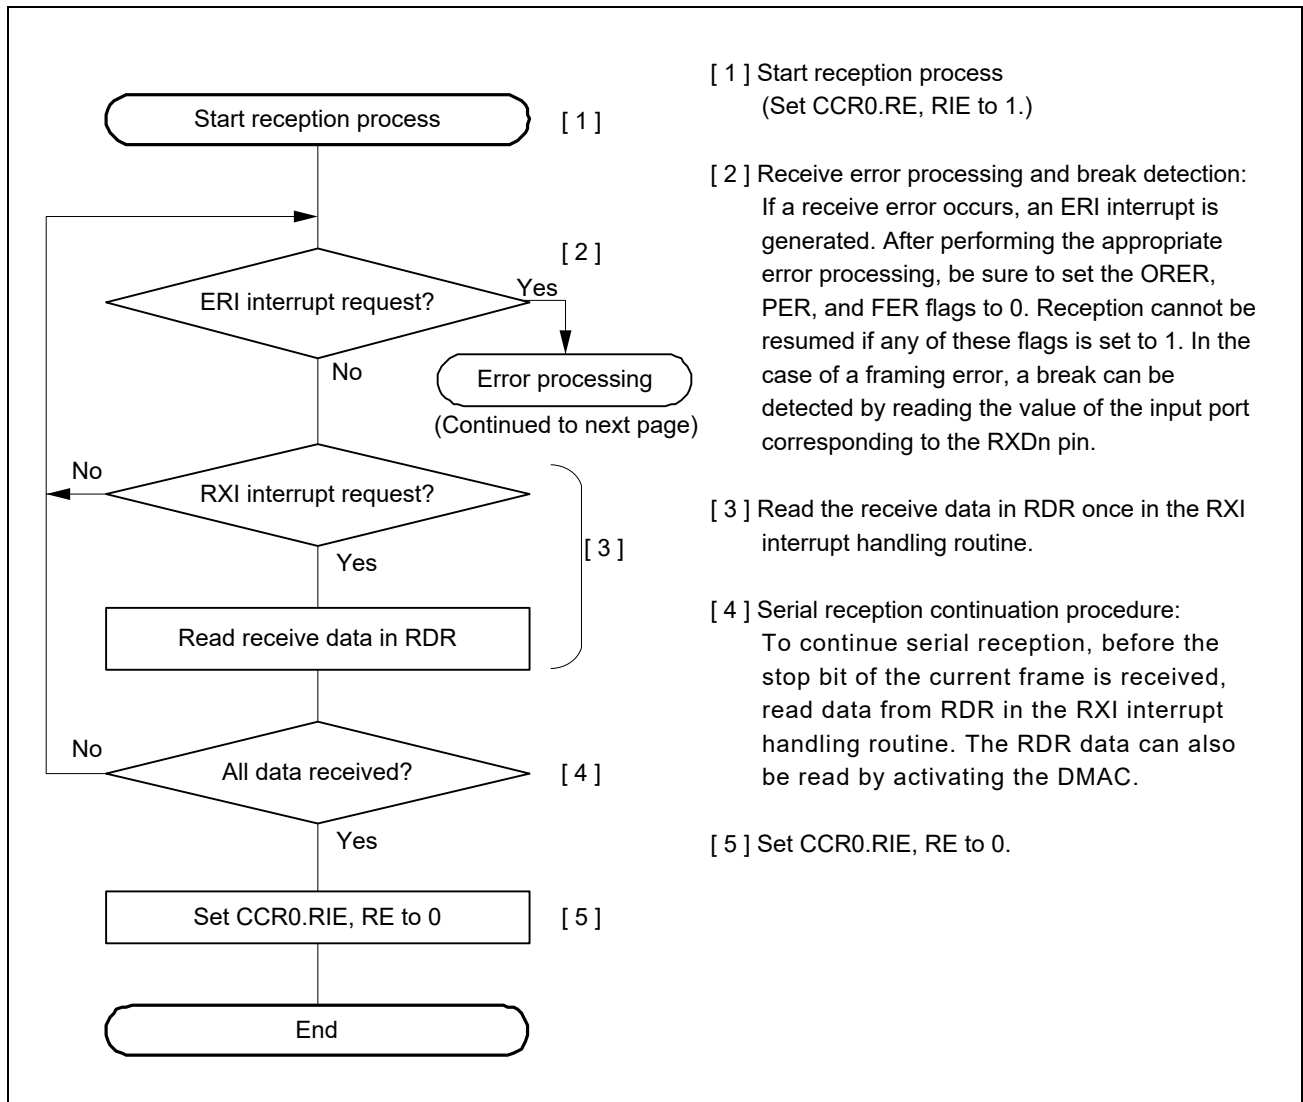 Start reception process
[ 1 ]
[ 2 ]
ERI interrupt request?
Yes
No
Error processing
(Continued to next page)
No
RXI interrupt request?
[ 3 ]
Yes
Read receive data in RDR
No
All data received?
[ 4 ]
Yes
Set CCR0.RIE, RE to 0
[ 5 ]
End
[ 1 ] Start reception process
(Set CCR0.RE, RIE to 1.)
[ 2 ] Receive error processing and break detection:
If a receive error occurs, an ERI interrupt is
generated. After performing the appropriate
error processing, be sure to set the ORER,
PER, and FER flags to 0. Reception cannot be
resumed if any of these flags is set to 1. In the
case of a framing error, a break can be
detected by reading the value of the input port
corresponding to the RXDn pin.
[ 3 ] Read the receive data in RDR once in the RXI
interrupt handling routine.
[ 4 ] Serial reception continuation procedure:
To continue serial reception, before the
stop bit of the current frame is received,
read data from RDR in the RXI interrupt
handling routine. The RDR data can also
be read by activating the DMAC.
[ 5 ] Set CCR0.RIE, RE to 0.